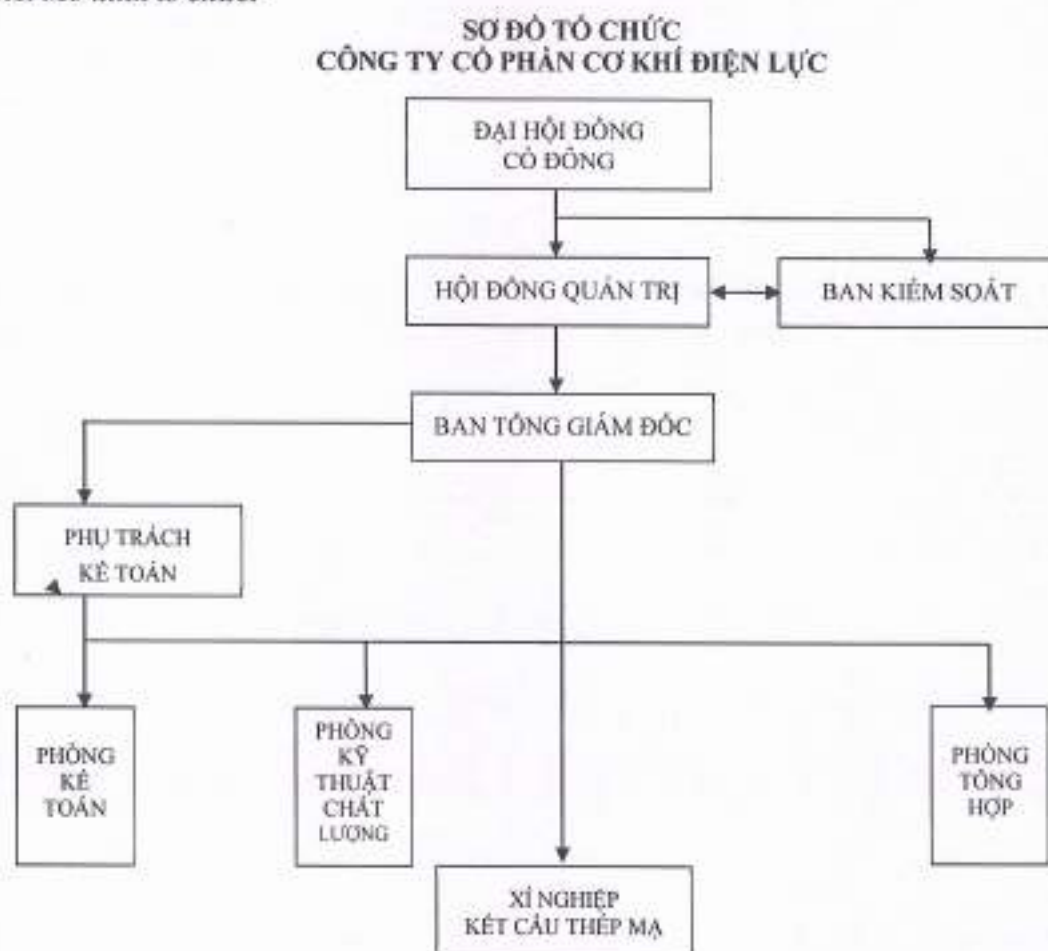 SƠ ĐỒ TỔ CHỨC
CÔNG TY CỔ PHẦN CƠ KHÍ ĐIỆN LỰC
ĐẠI HỘI ĐỒNG
CỔ ĐÔNG
HỘI ĐỒNG QUẢN TRỊ
BAN KIỂM SOÁT
BAN TỔNG GIÁM ĐỐC
PHỤ TRÁCH
KẾ TOÁN
PHÒNG
KẾ
TOÁN
PHÒNG
KỸ
THUẬT
CHẤT
LƯỢNG
PHÒNG
TỔNG
HỢP
XÍ NGHIỆP
KẾT CẤU THÉP MẠ